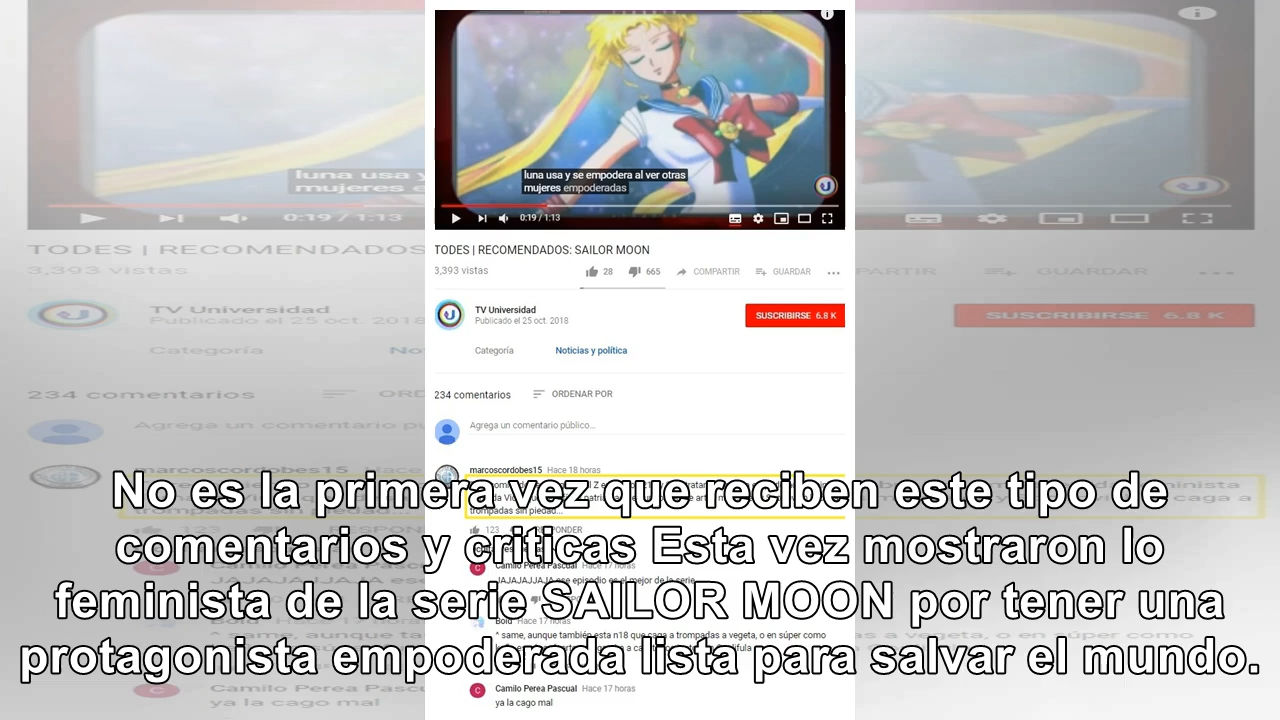 luna usa y se empodera al ver otras
mujeres empoderadas
0:19 / 1:13
TODES | RECOMENDADOS: SAILOR MOON
3,393 vistas
28 665 COMPARTIR GUARDAR
TV Universidad
Publicado el 25 oct. 2018
SUSCRIBIRSE 6.8 K
Categoría Noticias y política
234 comentarios ORDENAR POR
Agrega un comentario público...
marcoscordobes15 Hace 18 horas
trompadas sin piedad...
123
Camilo Perea Pascual Hace 17 horas
JAJAJAJJAJA ese episodio es el mejor de la serie
Bold Hace 17 horas
^ same, aunque también esta n18 que caga a trompadas a vegeta, o en súper como
Camilo Perea Pascual Hace 17 horas
ya la cago mal
No es la primera vez que reciben este tipo de
comentarios y criticas Esta vez mostraron lo
feminista de la serie SAILOR MOON por tener una
protagonista empoderada lista para salvar el mundo.